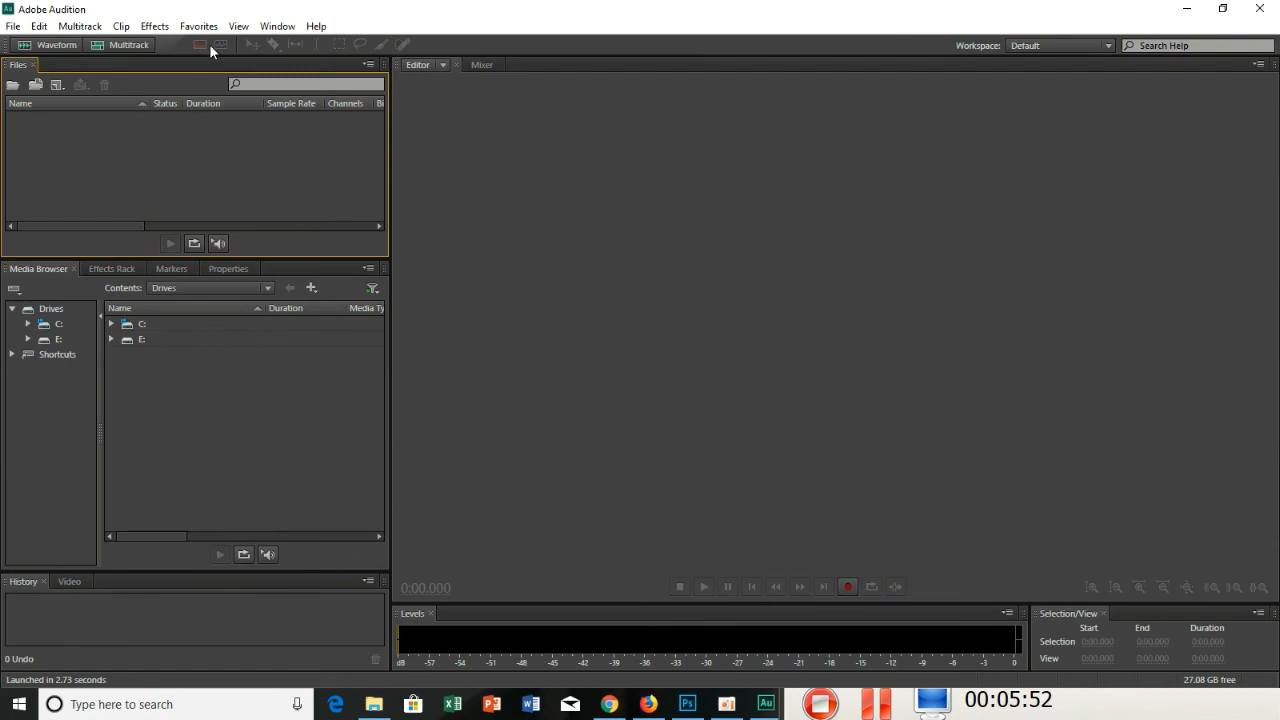 Au Adobe Audition
File Edit Multitrack Clip Effects Favorites View Window Help
Waveform Multitrack Workspace: Default Search Help
Files Editor Mixer
Name Status Duration Sample Rate Channels Bi
Media Browser Effects Rack Markers Properties
Contents: Drives
Drives Name Duration Media Ty
C: C:
E: E:
Shortcuts
History Video
0:00.000
Levels Selection/View
Start End Duration
Selection 0:00.000 0:00.000 0:00.000
View 0:00.000 0:00.000 0:00.000
dB -57 -54 -51 -48 -45 -42 -39 -36 -33 -30 -27 -24 -21 -18 -15 -12 -9 -6 -3 0
0 Undo
Launched in 2.73 seconds 27.08 GB free
Type here to search 00:05:52